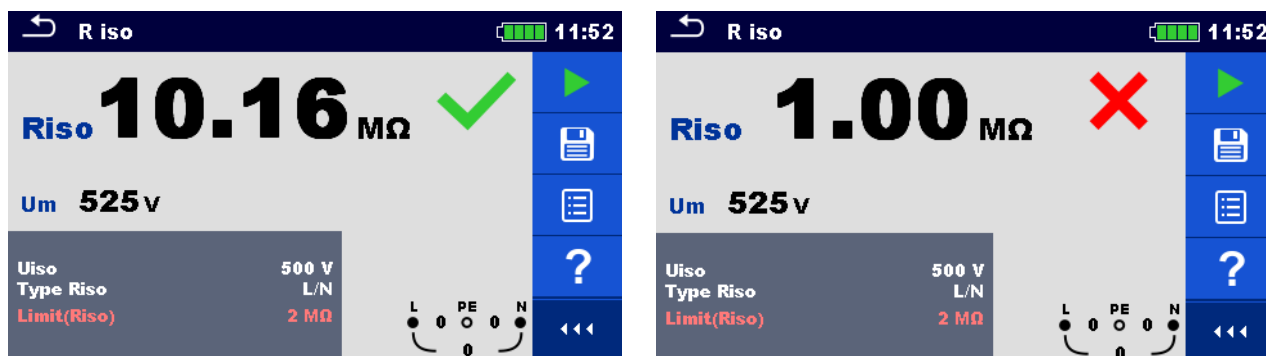 R iso 11:52
Riso 10.16 MΩ
Um 525 V
Uiso 500 V
Type Riso L/N
Limit(Riso) 2 MΩ
L PE N
0 0
0
?
R iso 11:52
Riso 1.00 MΩ
Um 525 V
Uiso 500 V
Type Riso L/N
Limit(Riso) 2 MΩ
L PE N
0 0
0
?